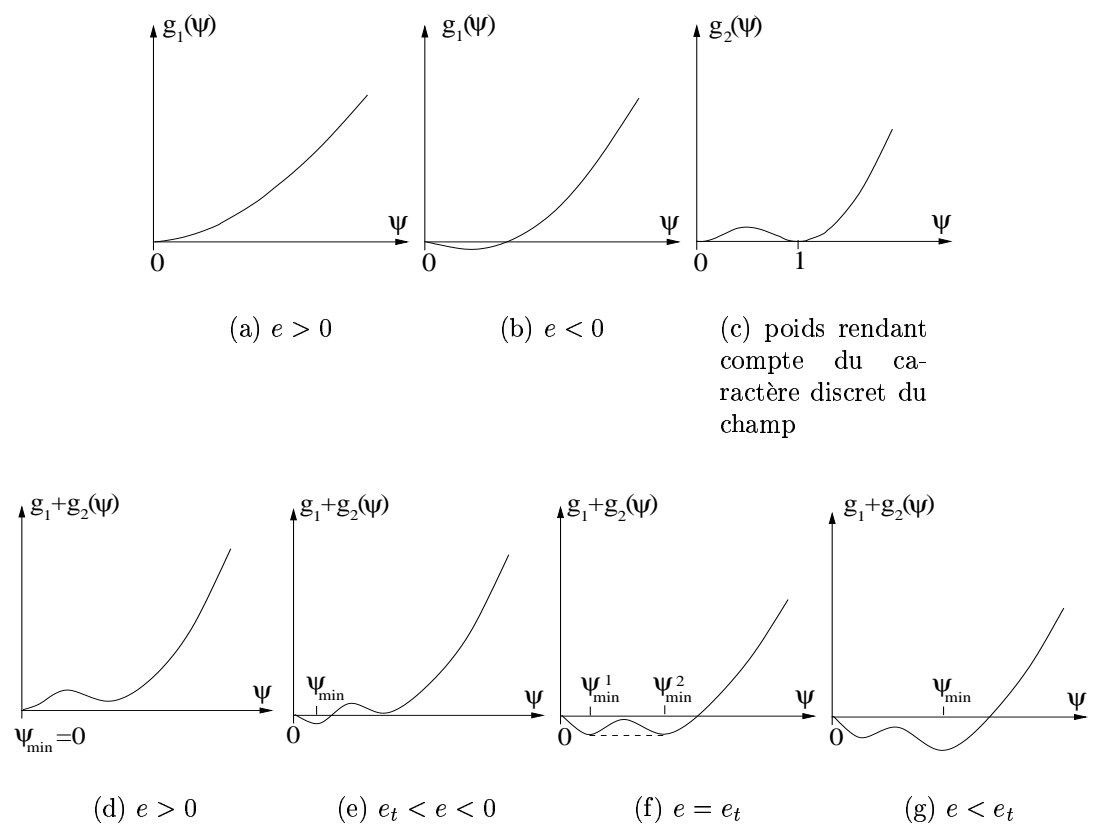 g₁(ψ)
g₁(ψ)
g₂(ψ)
ψ
ψ
ψ
0
0
0
1
(a) e > 0
(b) e < 0
(c) poids rendant
compte du ca-
ractère discret du
champ
g₁+g₂(ψ)
g₁+g₂(ψ)
g₁+g₂(ψ)
g₁+g₂(ψ)
ψ
ψ
ψ
ψ
ψmin=0
0
ψmin
0
ψ¹min
ψ²min
0
ψmin
(d) e > 0
(e) eₜ < e < 0
(f) e = eₜ
(g) e < eₜ